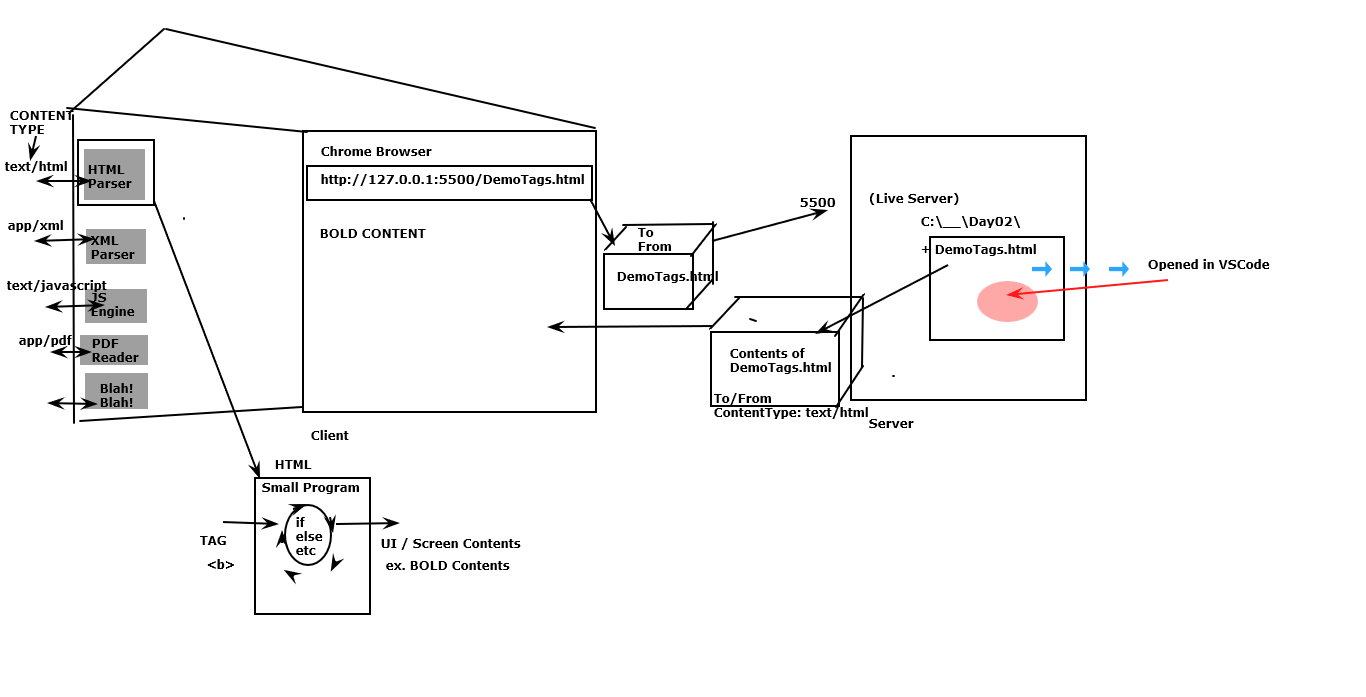 CONTENT
TYPE
text/html
HTML
Parser
app/xml
XML
Parser
text/javascript
JS
Engine
app/pdf
PDF
Reader
Blah!
Blah!
Chrome Browser
http://127.0.0.1:5500/DemoTags.html
BOLD CONTENT
Client
To
From
DemoTags.html
5500
(Live Server)
C:\__\Day02\
+ DemoTags.html
Opened in VSCode
Contents of
DemoTags.html
To/From
ContentType: text/html
Server
HTML
Small Program
if
else
etc
TAG
<b>
UI / Screen Contents
ex. BOLD Contents